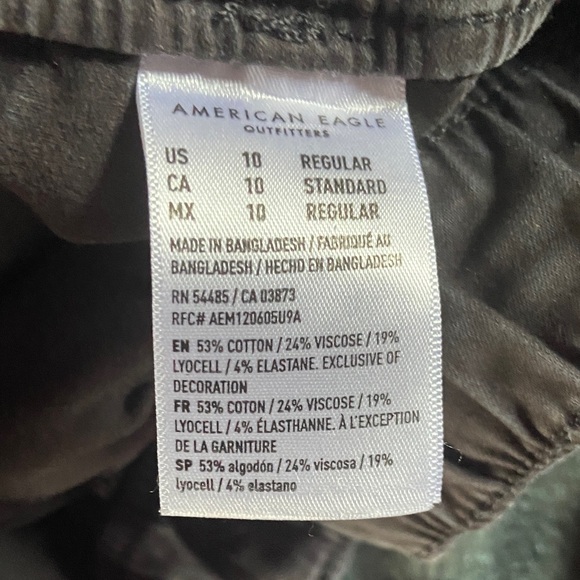 AMERICAN EAGLE
OUTFITTERS
US 10 REGULAR
CA 10 STANDARD
MX 10 REGULAR
MADE IN BANGLADESH / FABRIQUÉ AU
BANGLADESH / HECHO EN BANGLADESH
RN 54485 / CA 03873
RFC# AEM120605U9A
EN 53% COTTON / 24% VISCOSE / 19%
LYOCELL / 4% ELASTANE. EXCLUSIVE OF
DECORATION
FR 53% COTON / 24% VISCOSE / 19%
LYOCELL / 4% ÉLASTHANNE. À L'EXCEPTION
DE LA GARNITURE
SP 53% algodón / 24% viscosa / 19%
lyocell / 4% elastano